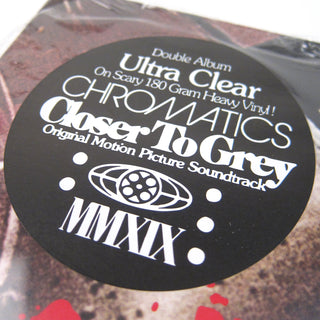 Double Album
Ultra Clear
On Scary 180 Gram Heavy Vinyl!
CHROMATICS
Closer To Grey
Original Motion Picture Soundtrack
MMXIX